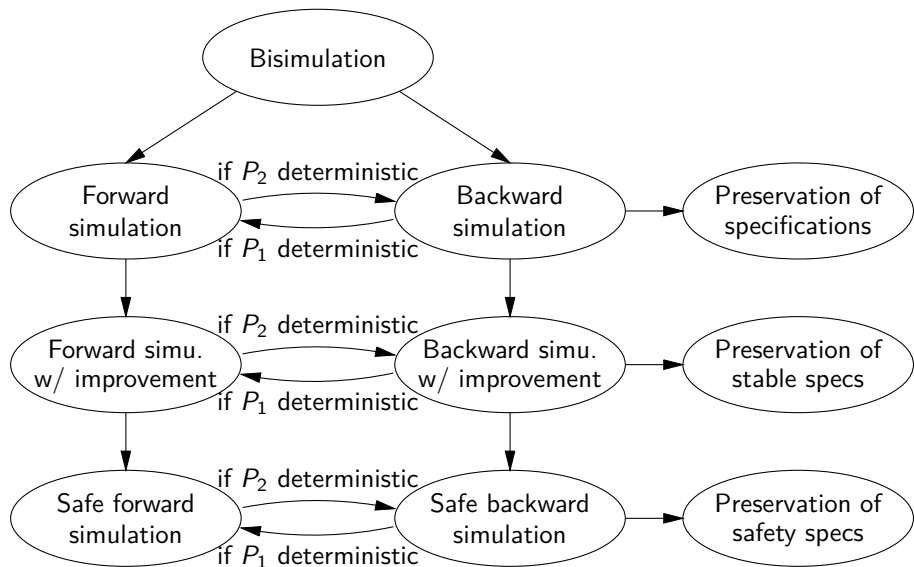 Bisimulation
if P₂ deterministic
Forward
simulation
Backward
simulation
Preservation of
specifications
if P₁ deterministic
if P₂ deterministic
Forward simu.
w/ improvement
Backward simu.
w/ improvement
Preservation of
stable specs
if P₁ deterministic
if P₂ deterministic
Safe forward
simulation
Safe backward
simulation
Preservation of
safety specs
if P₁ deterministic